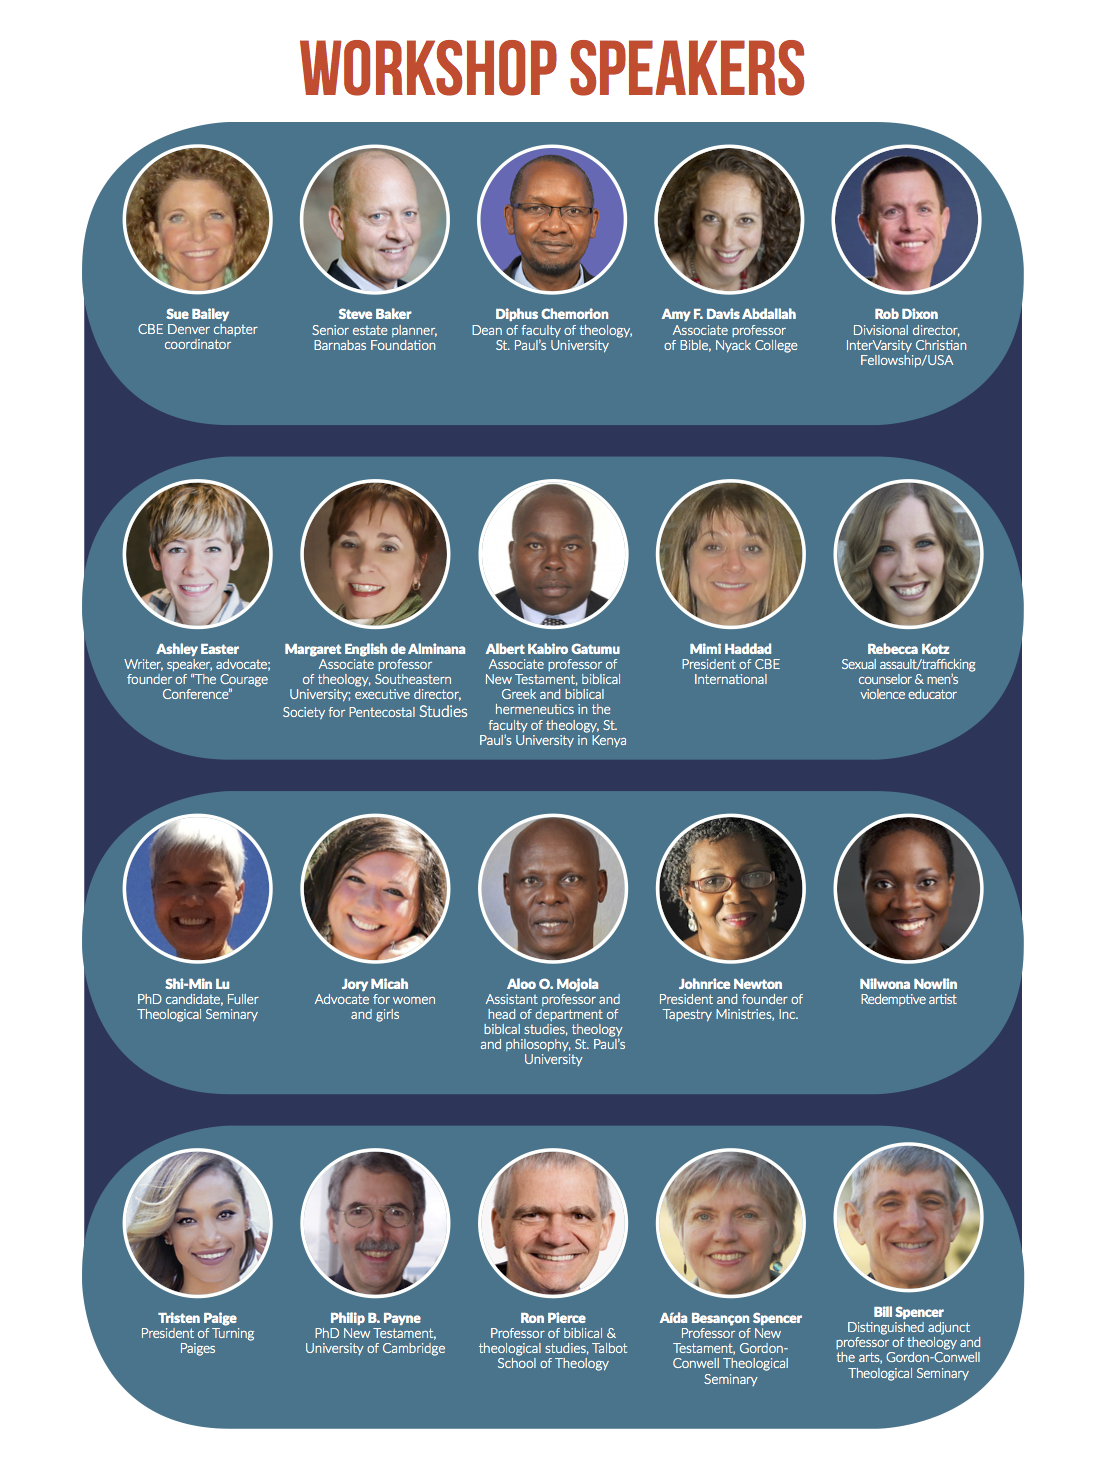 WORKSHOP SPEAKERS
Sue Bailey
CBE Denver chapter
coordinator
Steve Baker
Senior estate planner,
Barnabas Foundation
Diphus Chemorion
Dean of faculty of theology,
St. Paul's University
Amy F. Davis Abdallah
Associate professor
of Bible, Nyack College
Rob Dixon
Divisional director,
InterVarsity Christian
Fellowship/USA
Ashley Easter
Writer, speaker, advocate;
founder of "The Courage
Conference"
Margaret English de Alminana
Associate professor
of theology, Southeastern
University; executive director,
Society for Pentecostal Studies
Albert Kabiro Gatumu
Associate professor of
New Testament, biblical
Greek and biblical
hermeneutics in the
faculty of theology, St.
Paul's University in Kenya
Mimi Haddad
President of CBE
International
Rebecca Kotz
Sexual assault/trafficking
counselor & men's
violence educator
Shi-Min Lu
PhD candidate, Fuller
Theological Seminary
Jory Micah
Advocate for women
and girls
Aloo O. Mojola
Assistant professor and
head of department of
biblcal studies, theology
and philosophy, St. Paul's
University
Johnrice Newton
President and founder of
Tapestry Ministries, Inc.
Nilwona Nowlin
Redemptive artist
Tristen Paige
President of Turning
Paiges
Philip B. Payne
PhD New Testament,
University of Cambridge
Ron Pierce
Professor of biblical &
theological studies, Talbot
School of Theology
Aída Besançon Spencer
Professor of New
Testament, Gordon-
Conwell Theological
Seminary
Bill Spencer
Distinguished adjunct
professor of theology and
the arts, Gordon-Conwell
Theological Seminary